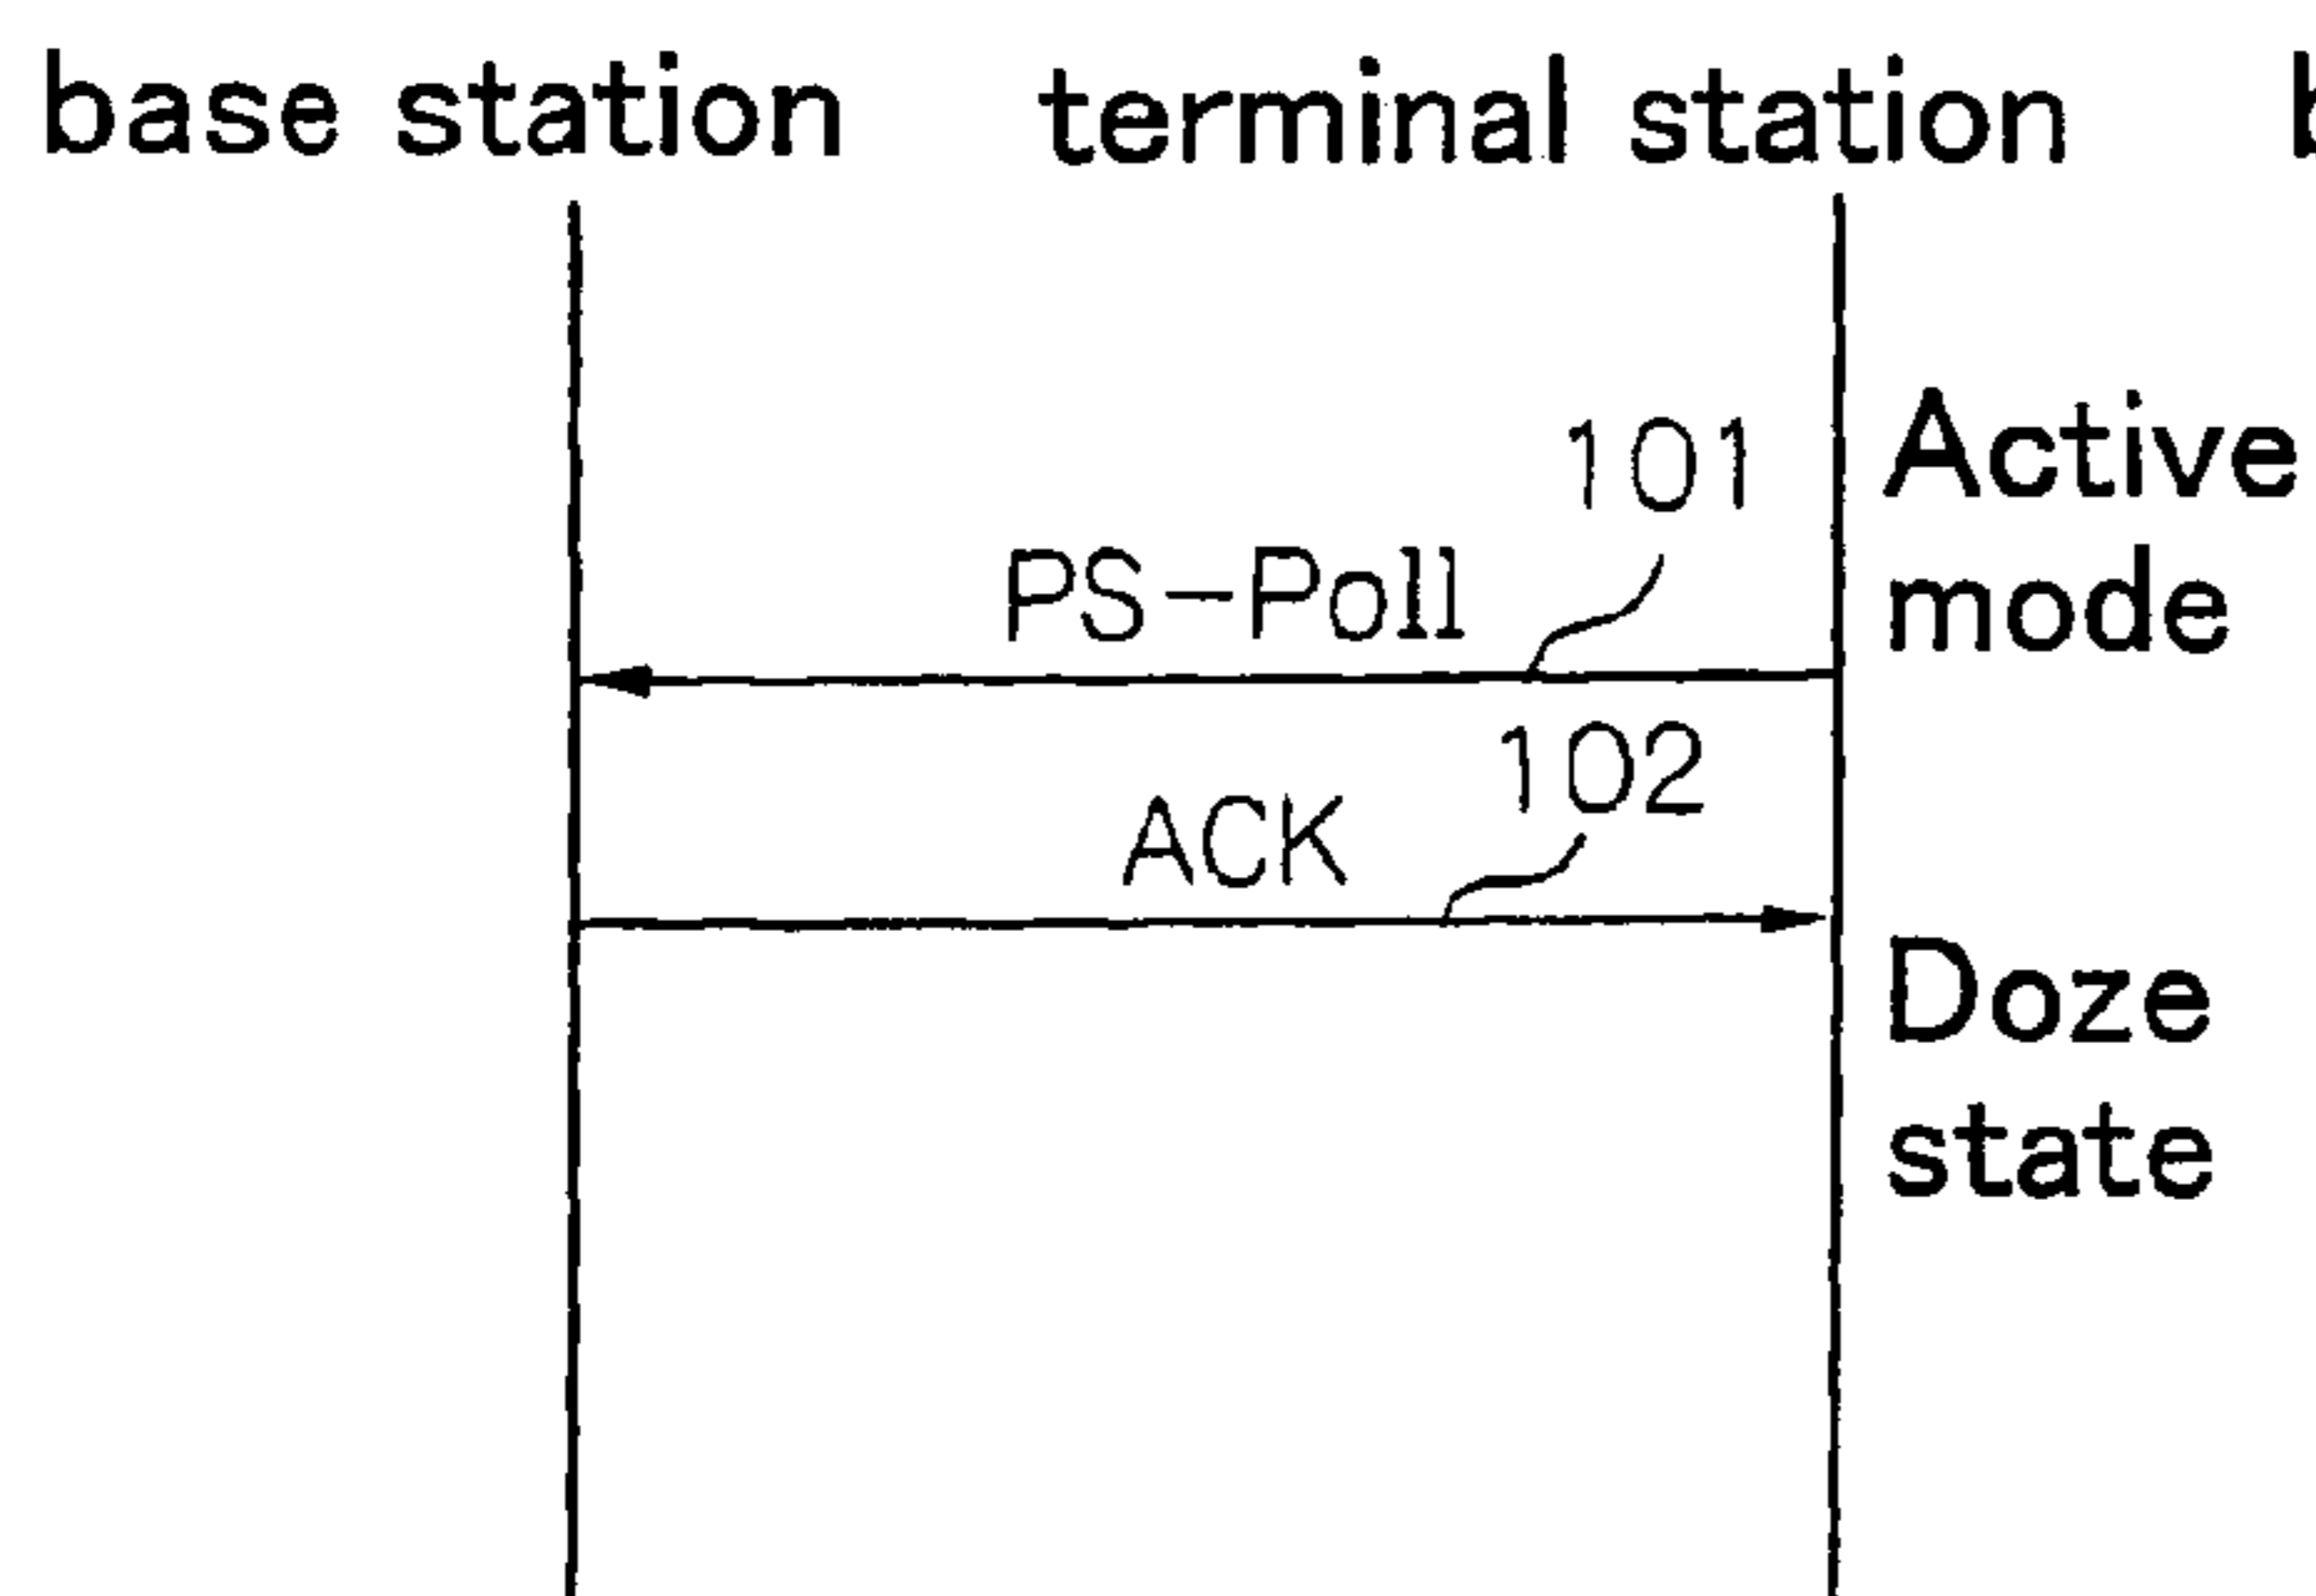 base station terminal station
101
Active
mode
PS-Poll
102
ACK
Doze
state